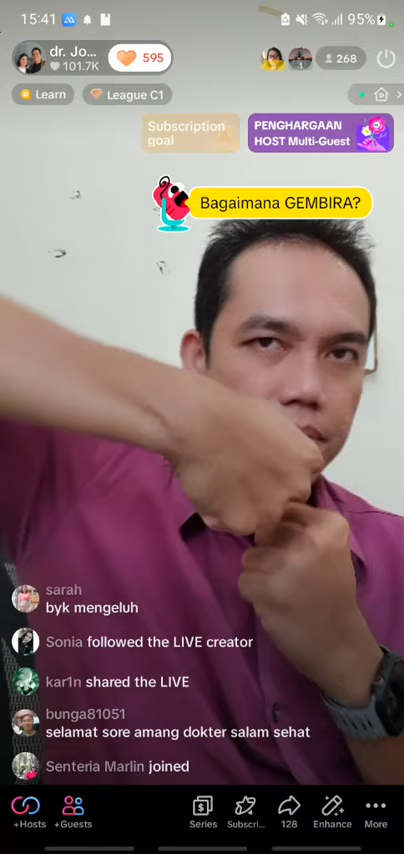 15:41
95%
dr. Jo...
101.7K
595
1
268
Learn
League C1
Subscription
goal
PENGHARGAAN
HOST Multi-Guest
Bagaimana GEMBIRA?
sarah
byk mengeluh
Sonia followed the LIVE creator
kar1n shared the LIVE
bunga81051
selamat sore amang dokter salam sehat
Senteria Marlin joined
+Hosts
+Guests
Series
Subscri...
128
Enhance
More